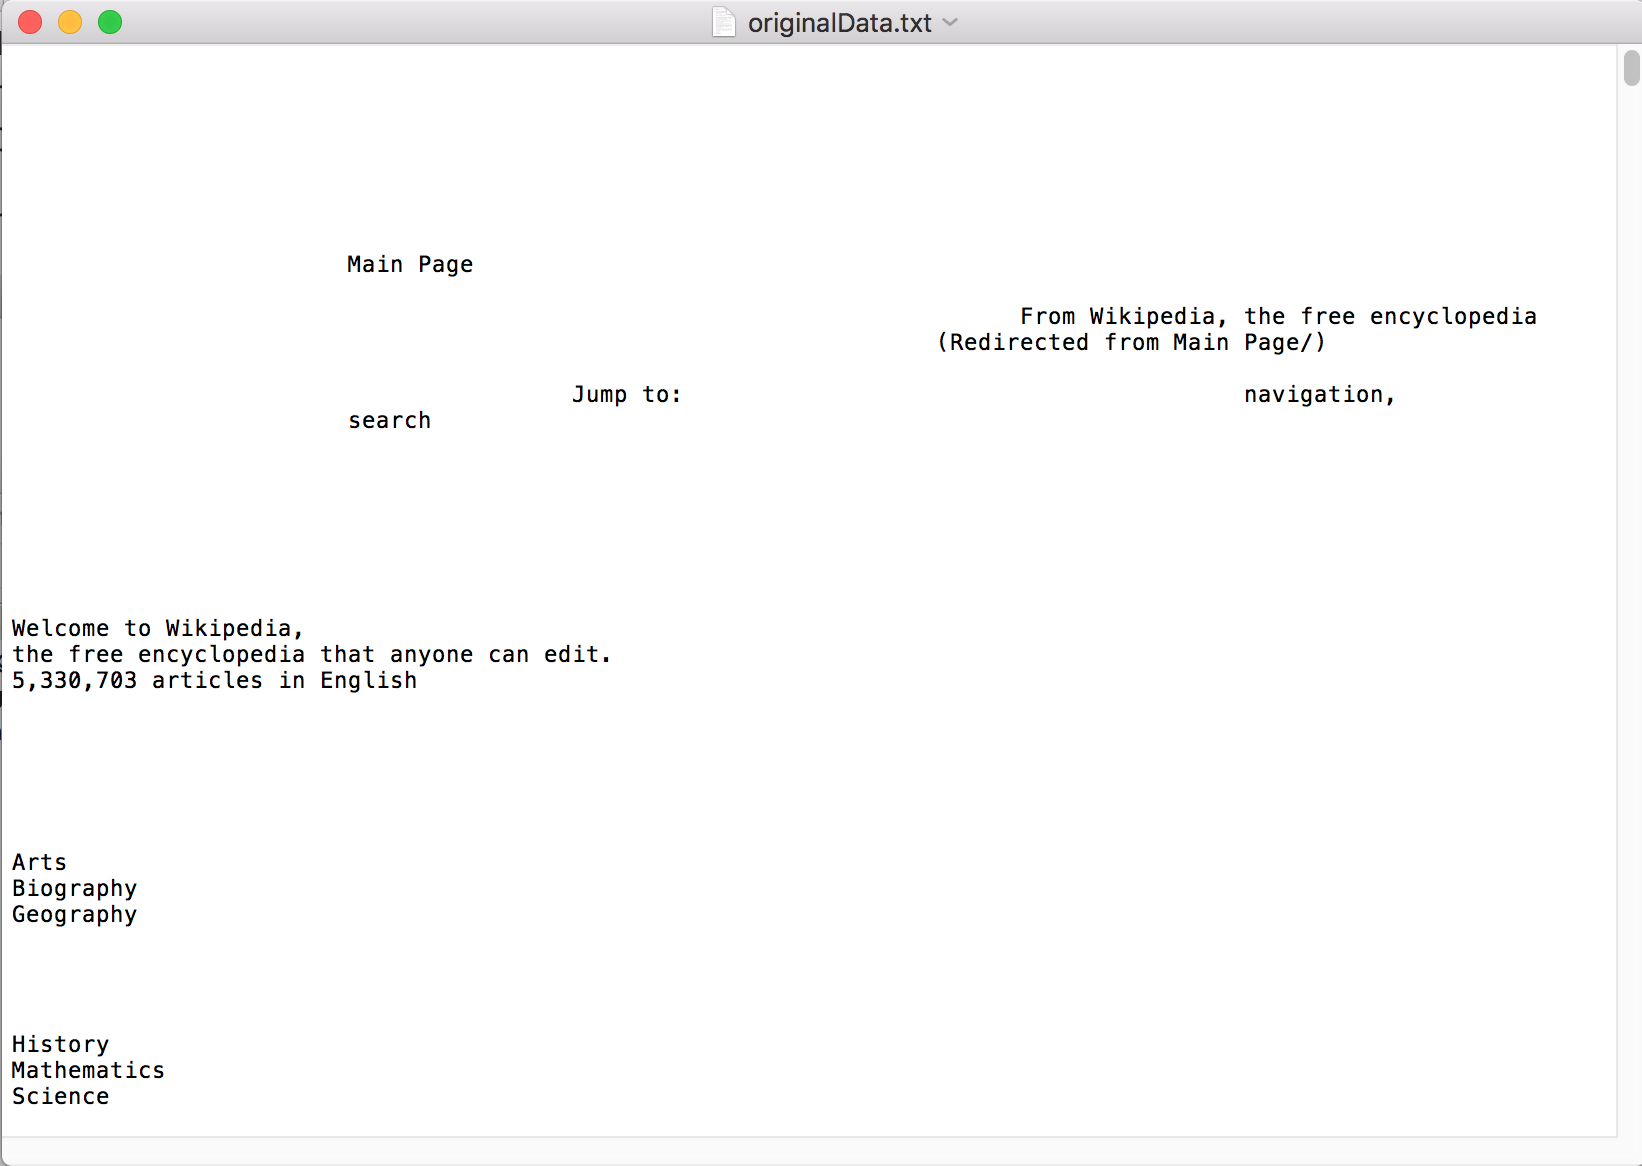 originalData.txt
Main Page
From Wikipedia, the free encyclopedia
(Redirected from Main Page/)
Jump to: navigation,
search
Welcome to Wikipedia,
the free encyclopedia that anyone can edit.
5,330,703 articles in English
Arts
Biography
Geography
History
Mathematics
Science